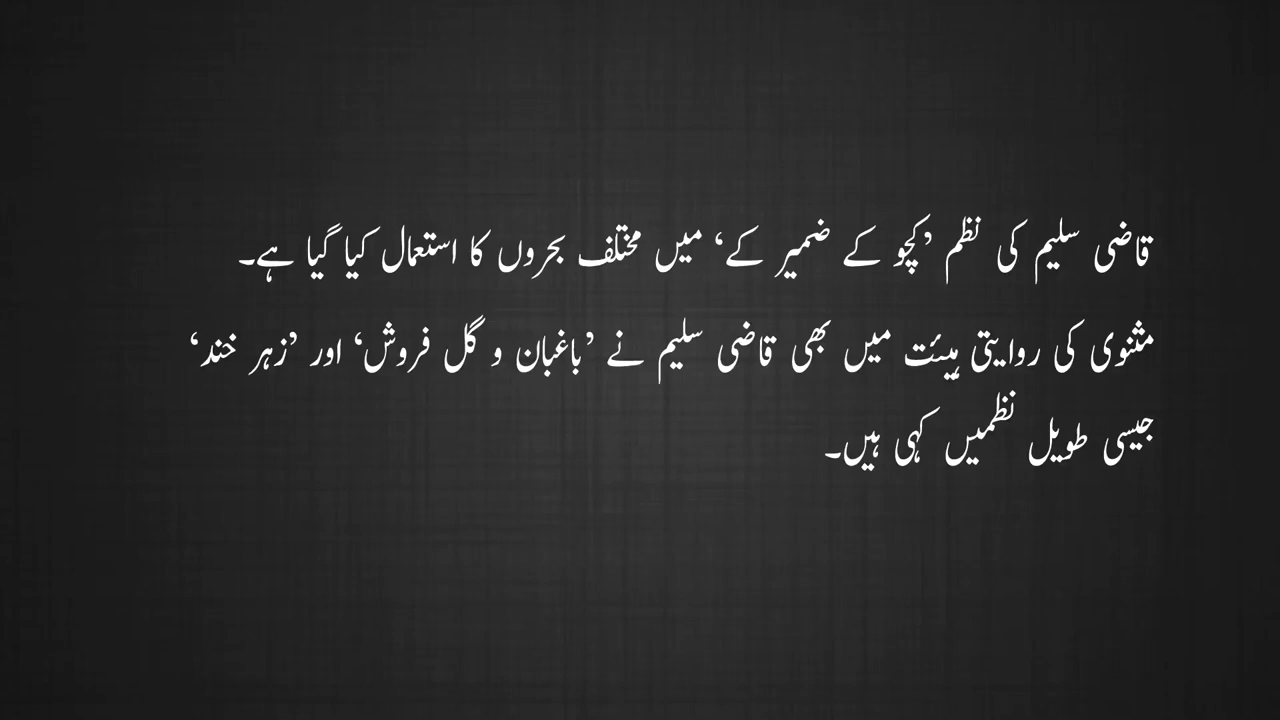 قاضی سلیم کی نظم ’کچو کے ضمیر کے‘ میں مختلف بحروں کا استعمال کیا گیا ہے۔
مثنوی کی روایتی ہیئت میں بھی قاضی سلیم نے ’باغبان و گل فروش‘ اور ’زہر خند‘
جیسی طویل نظمیں کہی ہیں۔